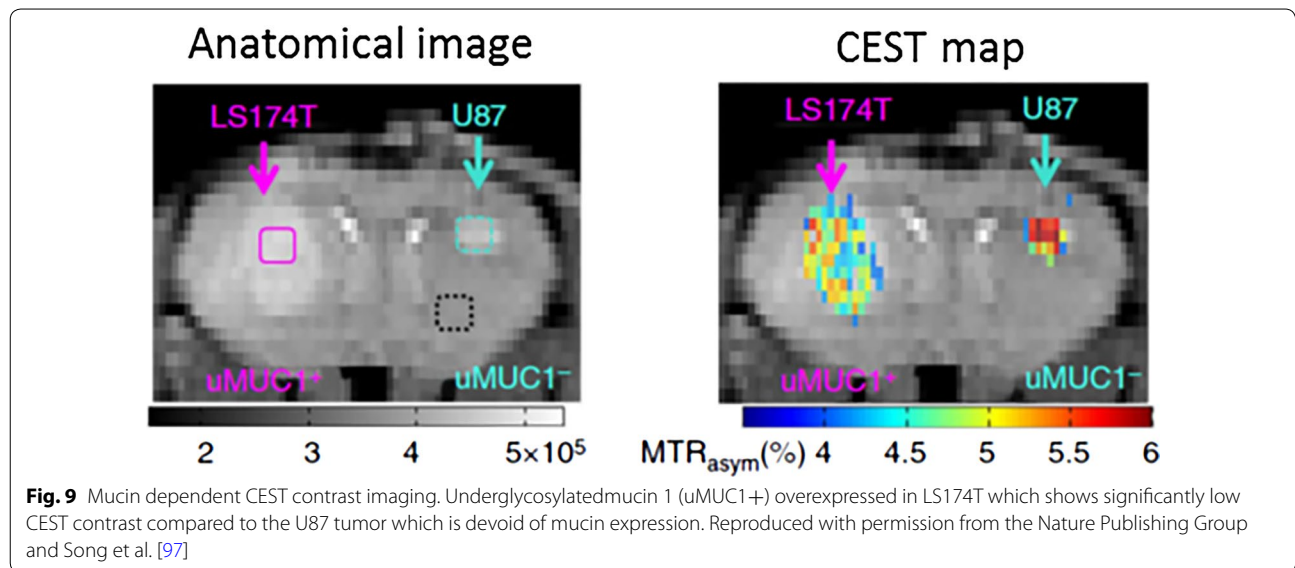 Anatomical image
CEST map
LS174T
U87
uMUC1⁺
uMUC1⁻
2 3 4 5×10⁵
LS174T
U87
uMUC1⁺
uMUC1⁻
MTRasym(%) 4 4.5 5 5.5 6
Fig. 9 Mucin dependent CEST contrast imaging. Underglycosylatedmucin 1 (uMUC1+) overexpressed in LS174T which shows significantly low
CEST contrast compared to the U87 tumor which is devoid of mucin expression. Reproduced with permission from the Nature Publishing Group
and Song et al. [97]